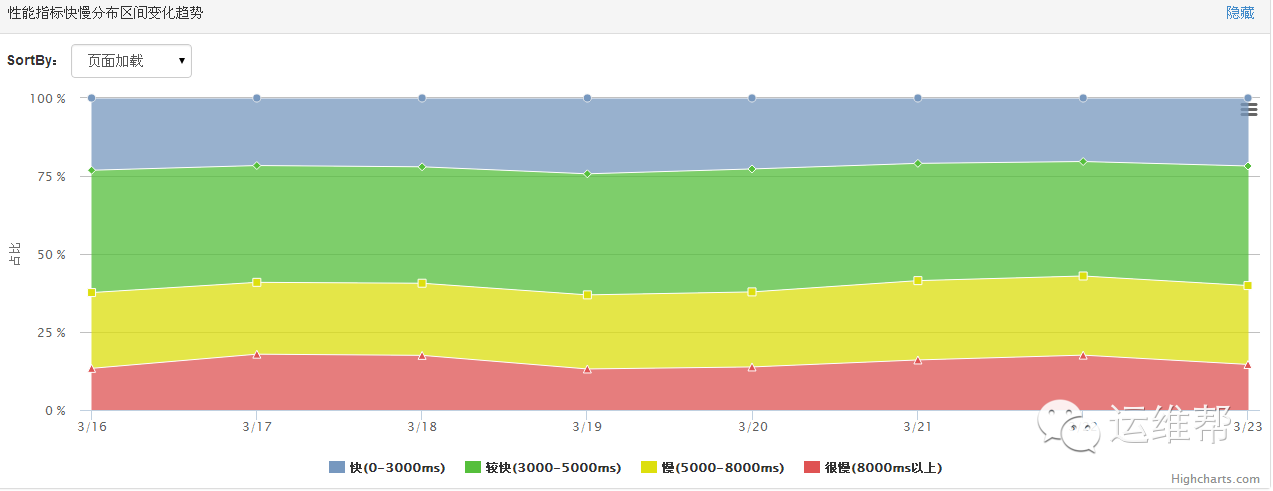 性能指标快慢分布区间变化趋势 隐藏
SortBy: 页面加载
100 %
75 %
50 %
25 %
0 %
占比
3/16 3/17 3/18 3/19 3/20 3/21 3/23
运维帮
快(0-3000ms) 较快(3000-5000ms) 慢(5000-8000ms) 很慢(8000ms以上)
Highcharts.com